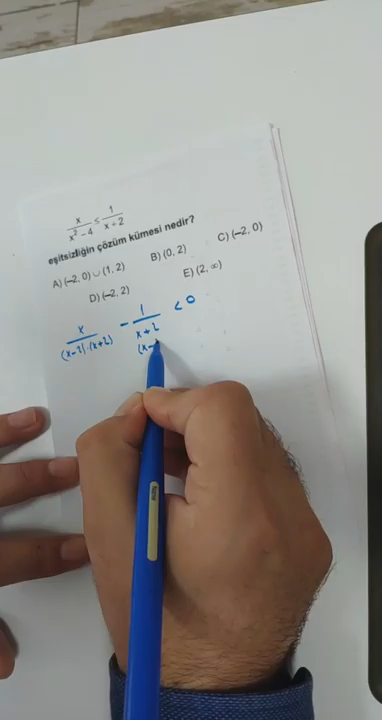 x/(x² – 4) ≤ 1/(x + 2)
eşitsizliğin çözüm kümesi nedir?
A) (–2, 0) ∪ (1, 2) B) (0, 2) C) (–2, 0)
D) (–2, 2) E) (2, ∞)
x/((x-2)·(x+2)) - 1/(x+2) < 0
(x-